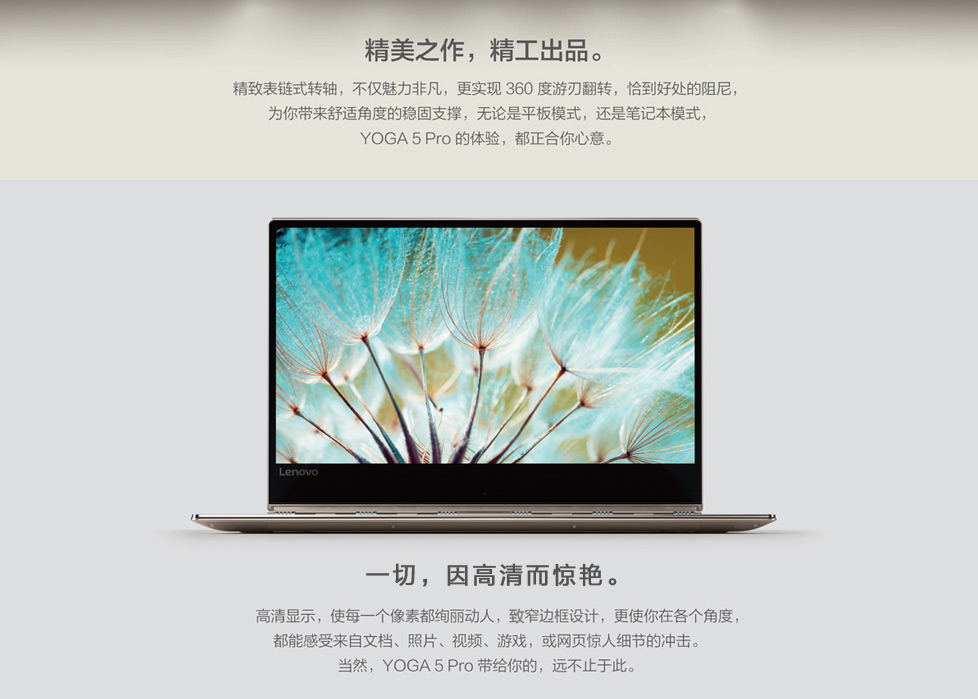 精美之作，精工出品。
精致表链式转轴，不仅魅力非凡，更实现 360 度游刃翻转，恰到好处的阻尼，
为你带来舒适角度的稳固支撑，无论是平板模式，还是笔记本模式，
YOGA 5 Pro 的体验，都正合你心意。
Lenovo
一切，因高清而惊艳。
高清显示，使每一个像素都绚丽动人，致窄边框设计，更使你在各个角度，
都能感受来自文档、照片、视频、游戏，或网页惊人细节的冲击。
当然，YOGA 5 Pro 带给你的，远不止于此。